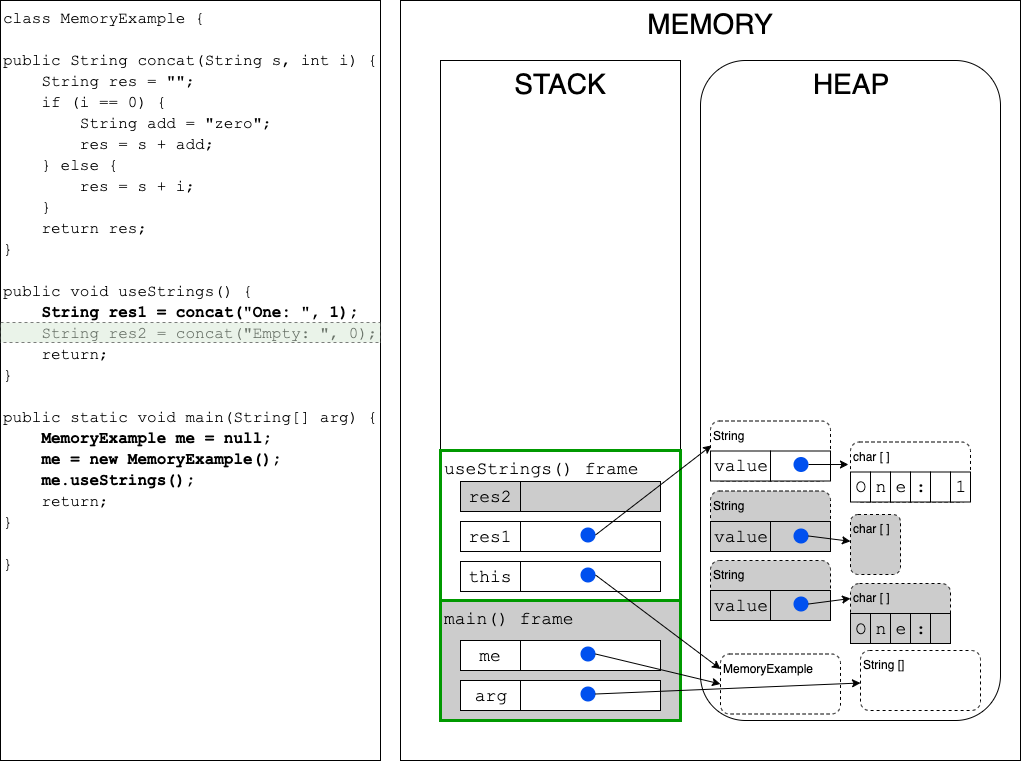 class MemoryExample {
public String concat(String s, int i) {
    String res = "";
    if (i == 0) {
        String add = "zero";
        res = s + add;
    } else {
        res = s + i;
    }
    return res;
}
public void useStrings() {
    String res1 = concat("One: ", 1);
    String res2 = concat("Empty: ", 0);
    return;
}
public static void main(String[] arg) {
    MemoryExample me = null;
    me = new MemoryExample();
    me.useStrings();
    return;
}
}
MEMORY
STACK
useStrings() frame
res2
res1
this
main() frame
me
arg
HEAP
String
value
char [ ]
O n e :   1
String
value
char [ ]
String
value
char [ ]
O n e :
MemoryExample
String []